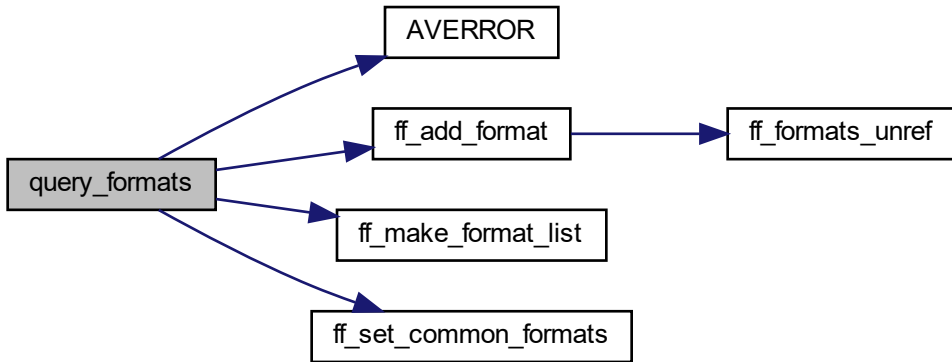 AVERROR
ff_add_format
ff_formats_unref
query_formats
ff_make_format_list
ff_set_common_formats